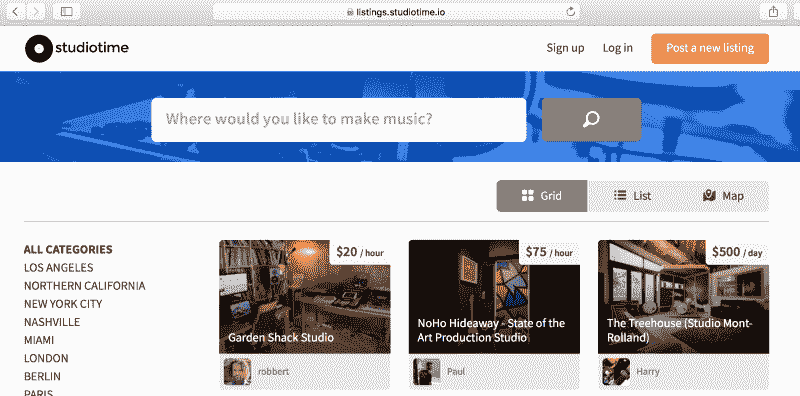 listings.studiotime.io
studiotime
Sign up Log in Post a new listing
Where would you like to make music?
Grid List Map
ALL CATEGORIES
LOS ANGELES
NORTHERN CALIFORNIA
NEW YORK CITY
NASHVILLE
MIAMI
LONDON
BERLIN
PARIS
$20 / hour
Garden Shack Studio
robbert
$75 / hour
NoHo Hideaway - State of the
Art Production Studio
Paul
$500 / day
The Treehouse (Studio Mont-
Rolland)
Harry